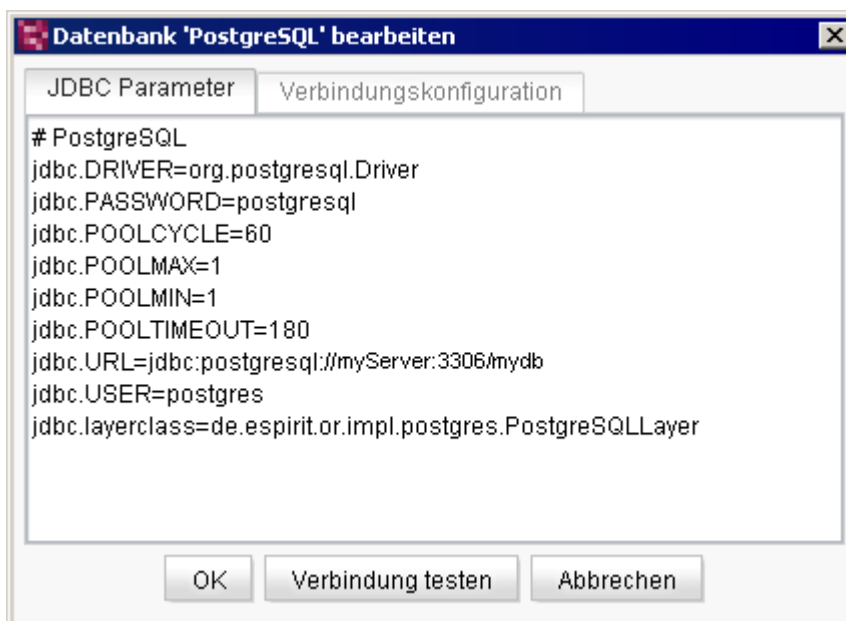 Datenbank 'PostgreSQL' bearbeiten
JDBC Parameter Verbindungskonfiguration
# PostgreSQL
jdbc.DRIVER=org.postgresql.Driver
jdbc.PASSWORD=postgresql
jdbc.POOLCYCLE=60
jdbc.POOLMAX=1
jdbc.POOLMIN=1
jdbc.POOLTIMEOUT=180
jdbc.URL=jdbc:postgresql://myServer:3306/mydb
jdbc.USER=postgres
jdbc.layerclass=de.espirit.or.impl.postgres.PostgreSQLLayer
OK Verbindung testen Abbrechen